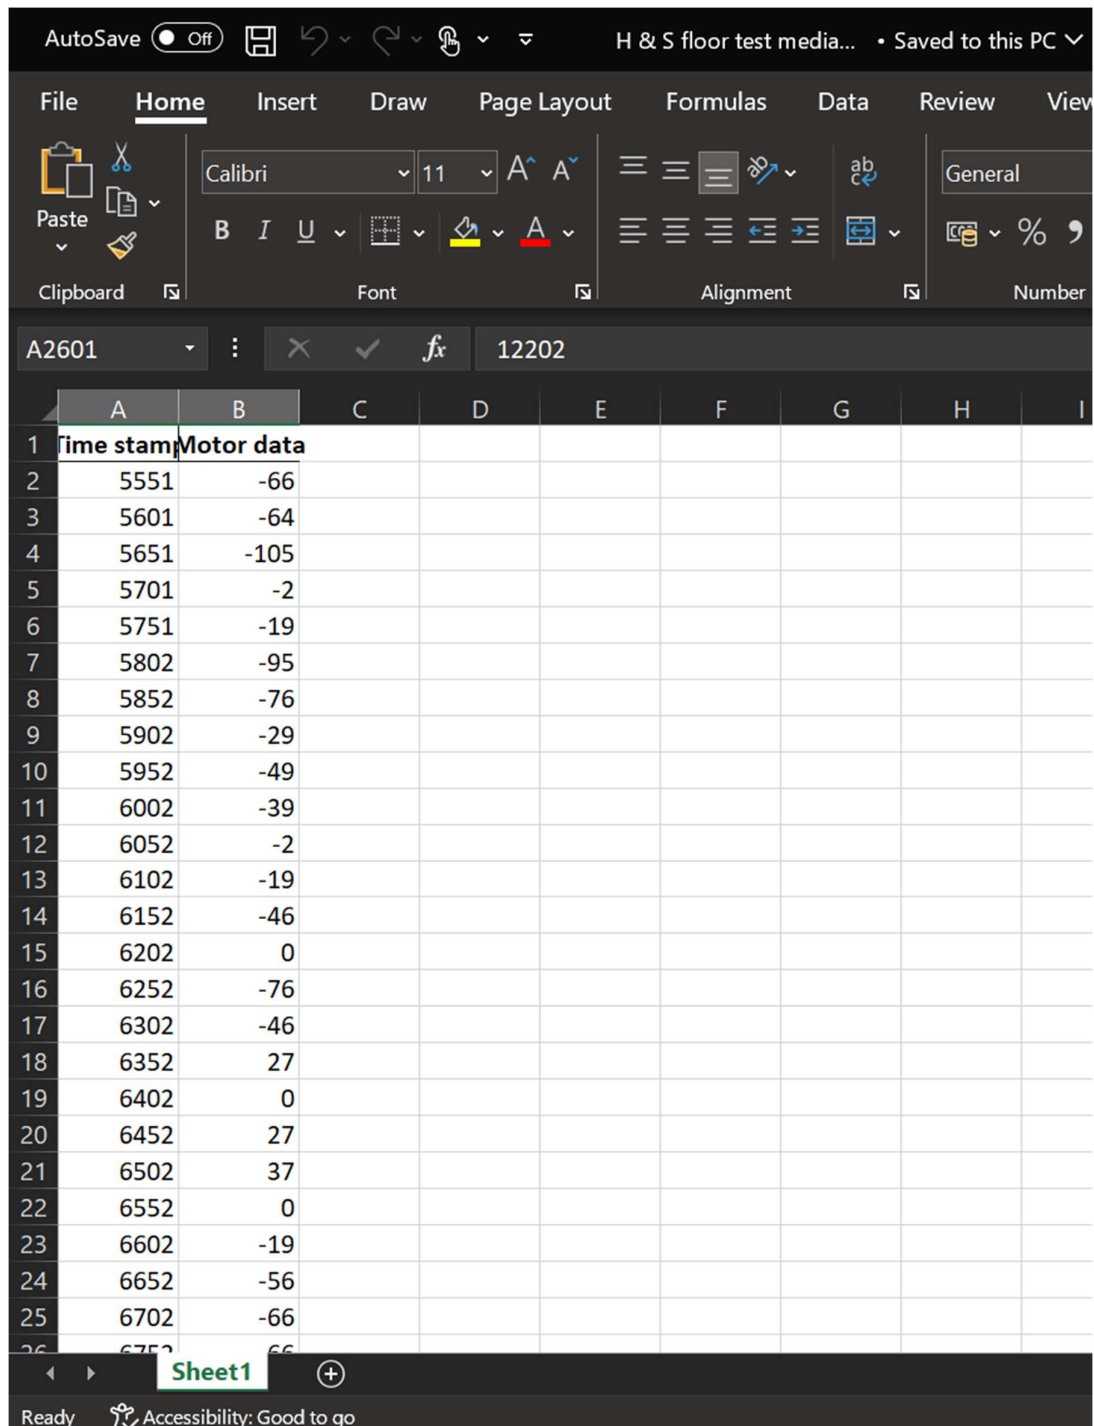 AutoSave Off H & S floor test media... • Saved to this PC
File Home Insert Draw Page Layout Formulas Data Review View
Calibri 11 A A ab General
Paste B I U A c % 9
Clipboard Font Alignment Number
A2601 fx 12202
A B C D E F G H I
1 Time stamp Motor data
2 5551 -66
3 5601 -64
4 5651 -105
5 5701 -2
6 5751 -19
7 5802 -95
8 5852 -76
9 5902 -29
10 5952 -49
11 6002 -39
12 6052 -2
13 6102 -19
14 6152 -46
15 6202 0
16 6252 -76
17 6302 -46
18 6352 27
19 6402 0
20 6452 27
21 6502 37
22 6552 0
23 6602 -19
24 6652 -56
25 6702 -66
Sheet1
Ready Accessibility: Good to go